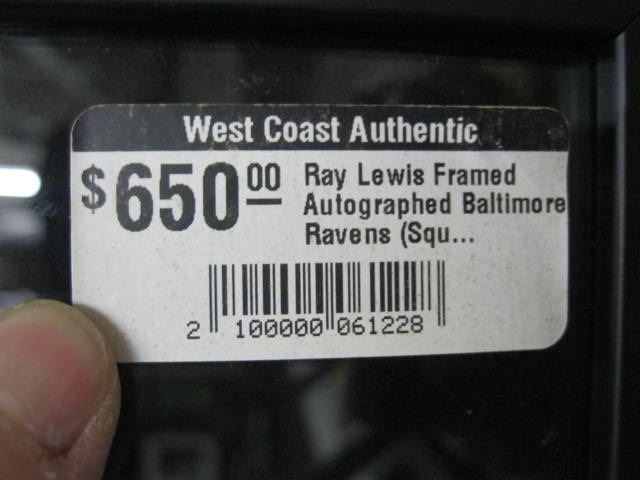 West Coast Authentic
$650.00
Ray Lewis Framed
Autographed Baltimore
Ravens (Squ...
2 100000 061228